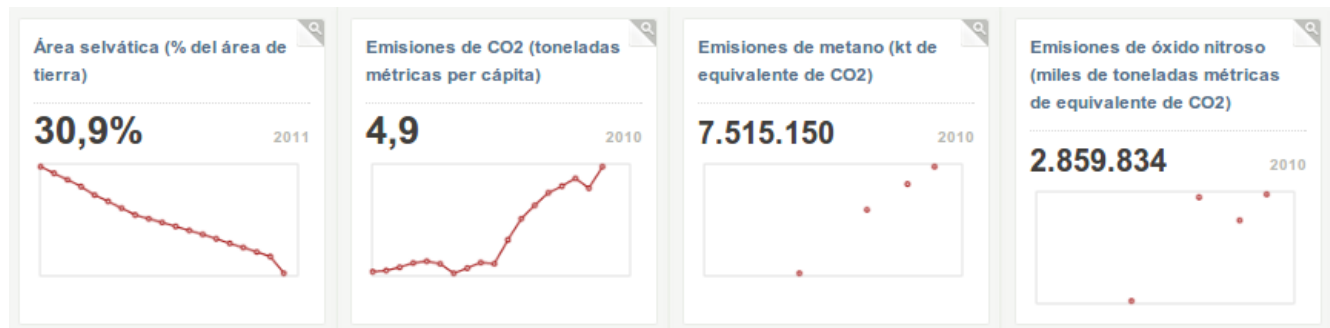 Área selvática (% del área de
tierra)
30,9%
2011
Emisiones de CO2 (toneladas
métricas per cápita)
4,9
2010
Emisiones de metano (kt de
equivalente de CO2)
7.515.150
2010
Emisiones de óxido nitroso
(miles de toneladas métricas
de equivalente de CO2)
2.859.834
2010